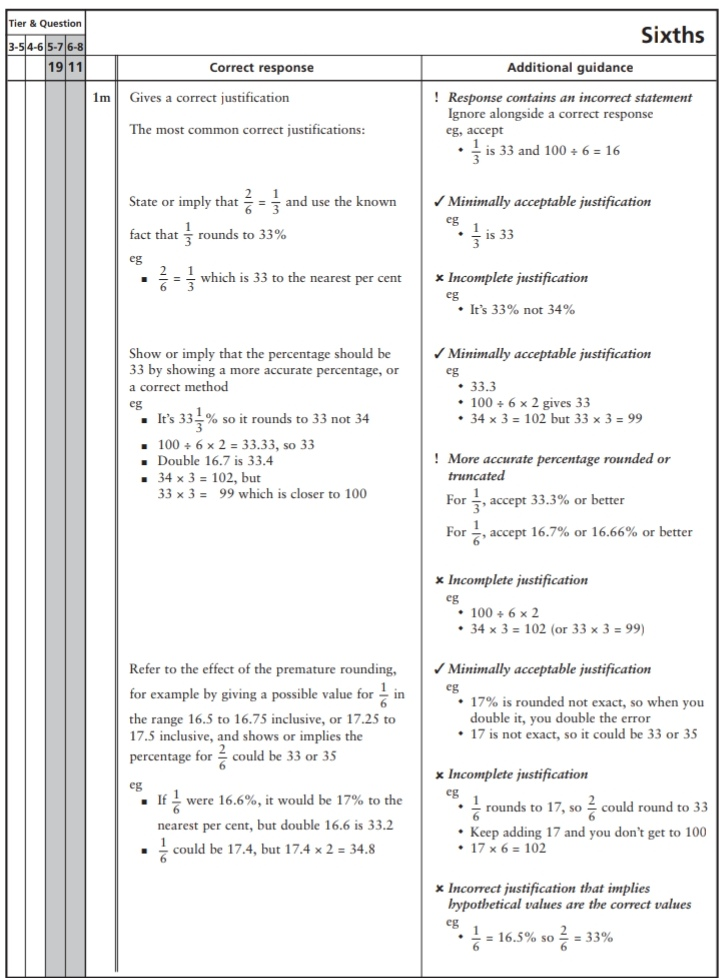 Tier & Question
Sixths
3-5 4-6 5-7 6-8
19 11
Correct response
Additional guidance
1m
Gives a correct justification
The most common correct justifications:
State or imply that 2/6 = 1/3 and use the known
fact that 1/3 rounds to 33%
eg
▪ 2/6 = 1/3 which is 33 to the nearest per cent
Show or imply that the percentage should be
33 by showing a more accurate percentage, or
a correct method
eg
▪ It's 33 1/3% so it rounds to 33 not 34
▪ 100 ÷ 6 × 2 = 33.33, so 33
▪ Double 16.7 is 33.4
▪ 34 × 3 = 102, but
33 × 3 = 99 which is closer to 100
Refer to the effect of the premature rounding,
for example by giving a possible value for 1/6 in
the range 16.5 to 16.75 inclusive, or 17.25 to
17.5 inclusive, and shows or implies the
percentage for 2/6 could be 33 or 35
eg
▪ If 1/6 were 16.6%, it would be 17% to the
nearest per cent, but double 16.6 is 33.2
▪ 1/6 could be 17.4, but 17.4 × 2 = 34.8
! Response contains an incorrect statement
Ignore alongside a correct response
eg, accept
• 1/3 is 33 and 100 ÷ 6 = 16
✓ Minimally acceptable justification
eg
• 1/3 is 33
× Incomplete justification
eg
• It's 33% not 34%
✓ Minimally acceptable justification
eg
• 33.3
• 100 ÷ 6 × 2 gives 33
• 34 × 3 = 102 but 33 × 3 = 99
! More accurate percentage rounded or
truncated
For 1/3, accept 33.3% or better
For 1/6, accept 16.7% or 16.66% or better
× Incomplete justification
eg
• 100 ÷ 6 × 2
• 34 × 3 = 102 (or 33 × 3 = 99)
✓ Minimally acceptable justification
eg
• 17% is rounded not exact, so when you
double it, you double the error
• 17 is not exact, so it could be 33 or 35
× Incomplete justification
eg
• 1/6 rounds to 17, so 2/6 could round to 33
• Keep adding 17 and you don't get to 100
• 17 × 6 = 102
× Incorrect justification that implies
hypothetical values are the correct values
eg
• 1/6 = 16.5% so 2/6 = 33%